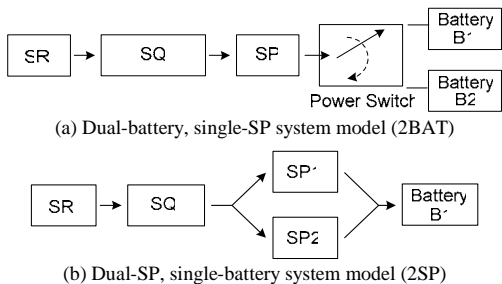 SR
SQ
SP
Power Switch
Battery
B1
Battery
B2
(a) Dual-battery, single-SP system model (2BAT)
SR
SQ
SP1
SP2
Battery
B1
(b) Dual-SP, single-battery system model (2SP)